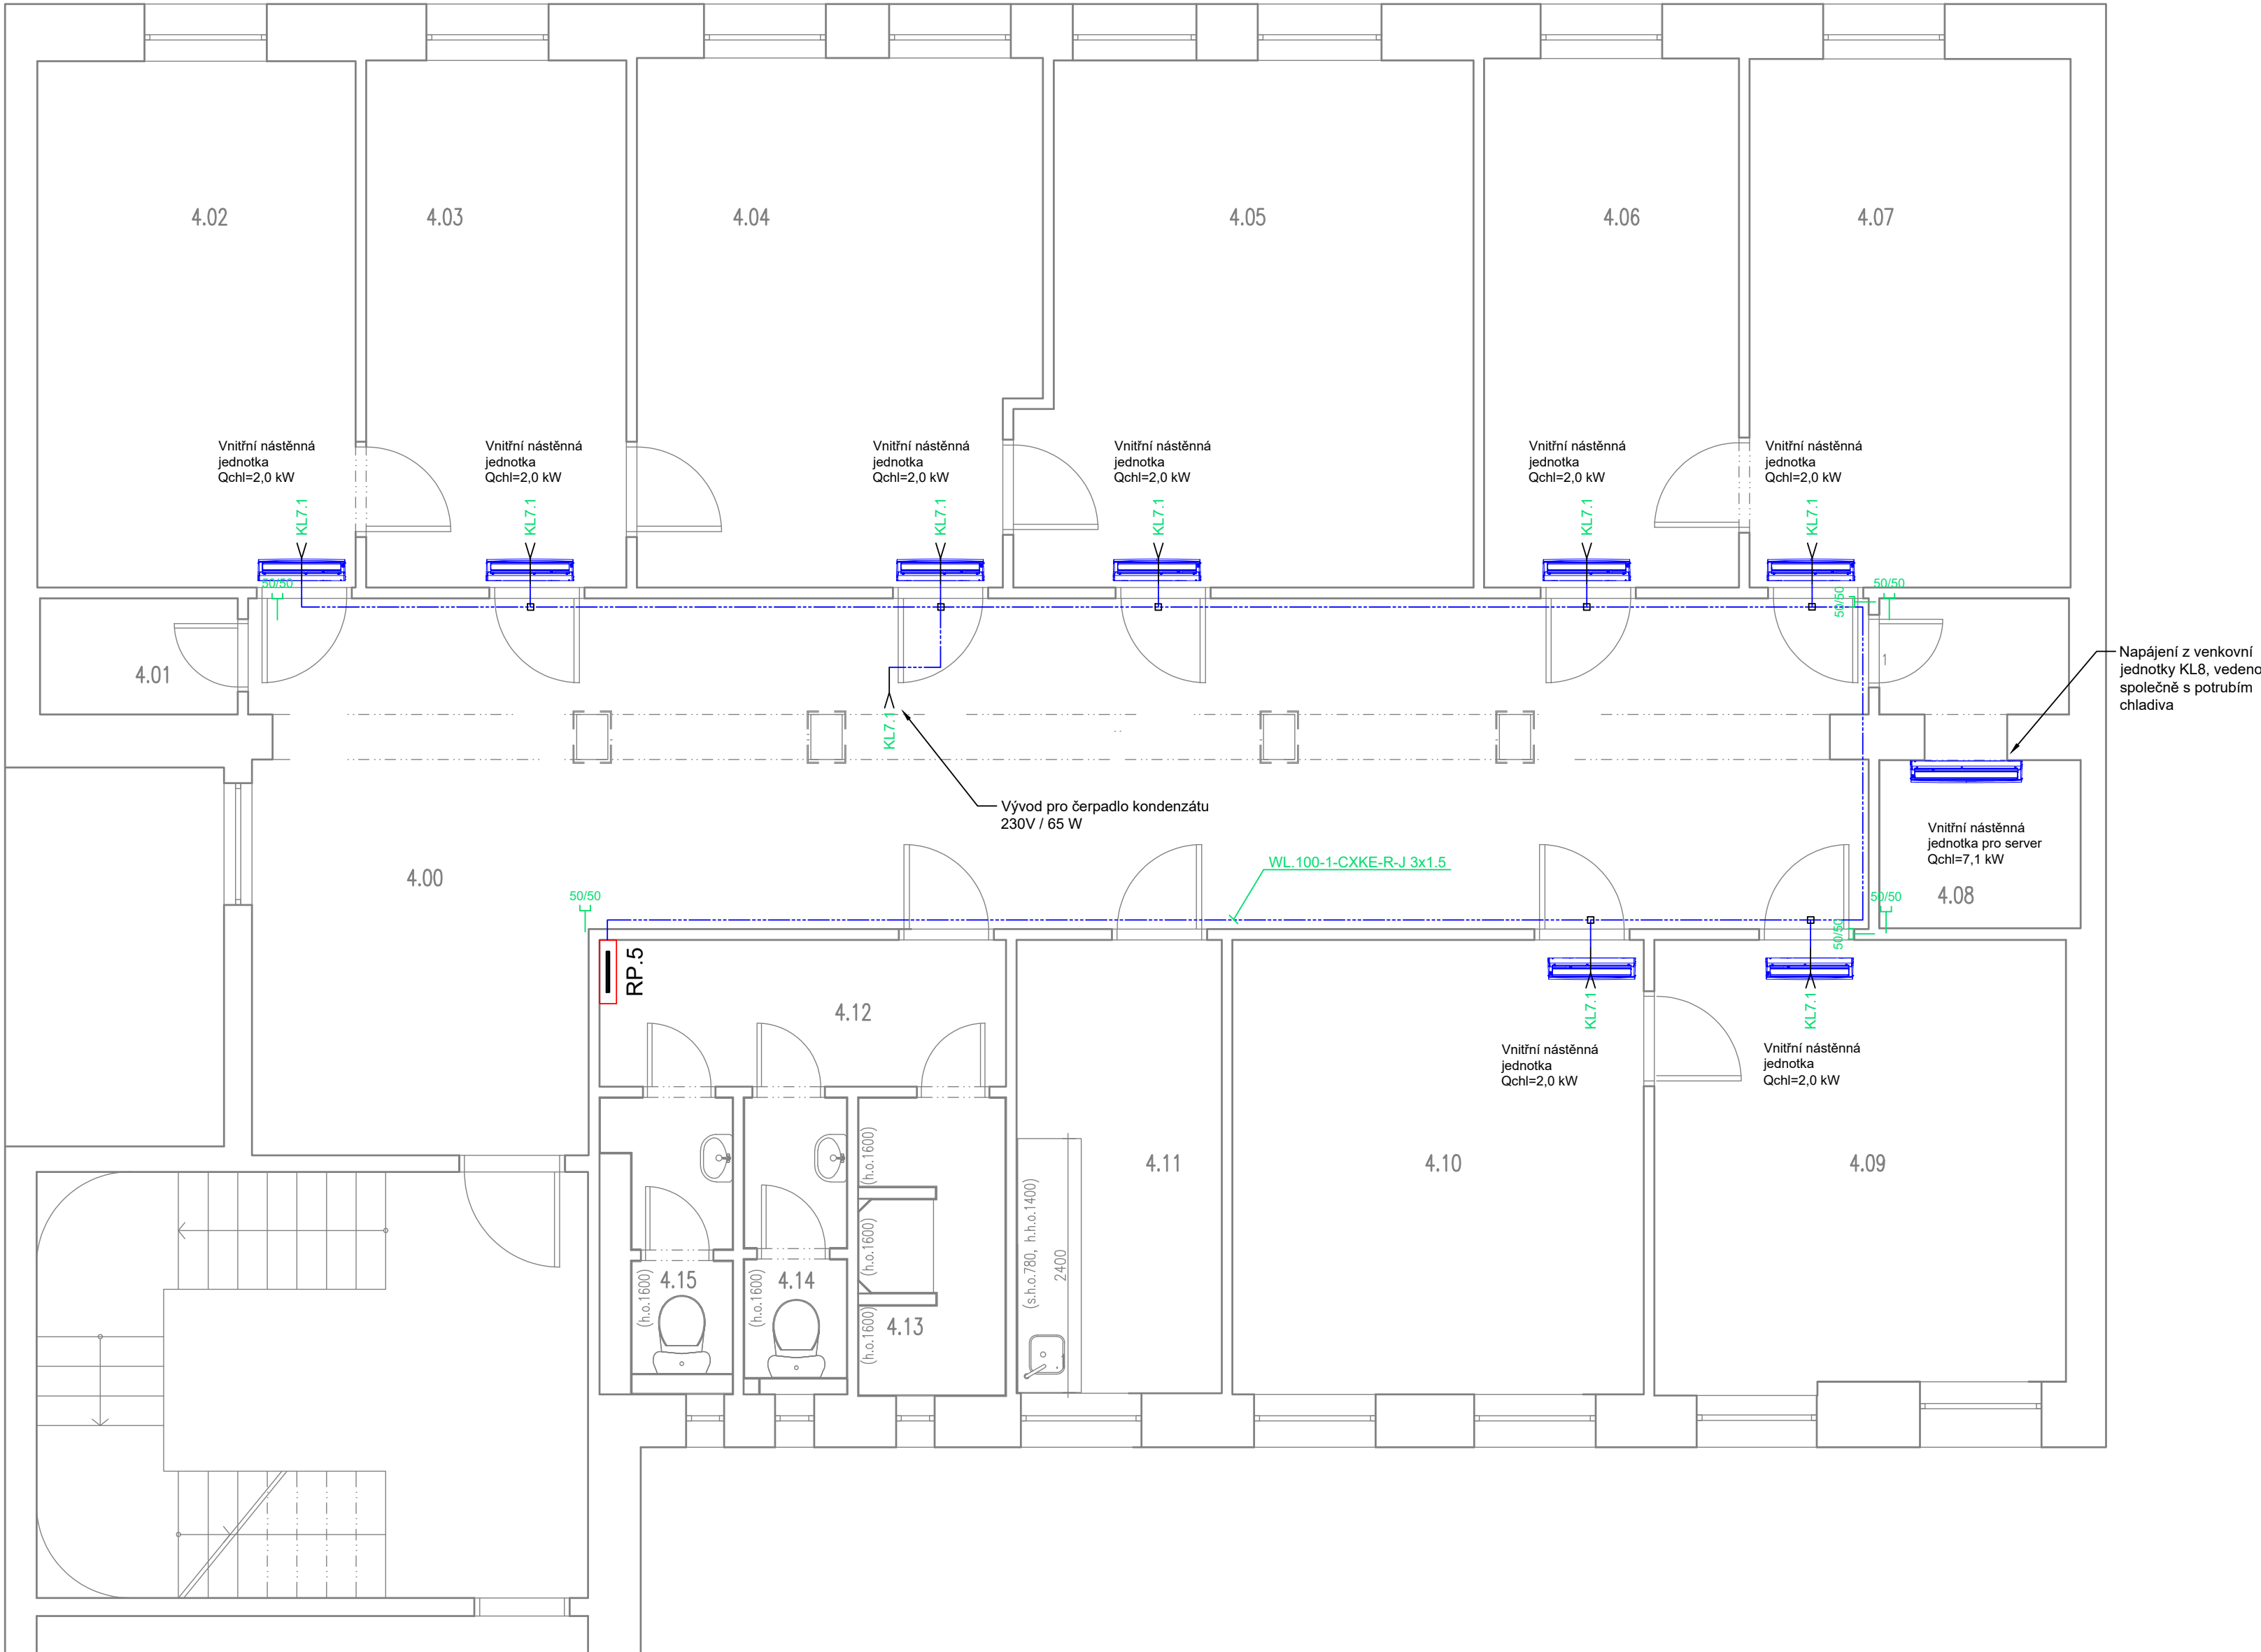 4.02
4.03
4.04
4.05
4.06
4.07
Vnitřní nástěnná
jednotka
Qchl=2,0 kW
Vnitřní nástěnná
jednotka
Qchl=2,0 kW
Vnitřní nástěnná
jednotka
Qchl=2,0 kW
Vnitřní nástěnná
jednotka
Qchl=2,0 kW
Vnitřní nástěnná
jednotka
Qchl=2,0 kW
Vnitřní nástěnná
jednotka
Qchl=2,0 kW
KL7.1
KL7.1
KL7.1
KL7.1
KL7.1
KL7.1
50/50
50/50
50/50
4.01
1
Napájení z venkovní
jednotky KL8, vedeno
společně s potrubím
chladiva
KL7.1
Vývod pro čerpadlo kondenzátu
230V / 65 W
Vnitřní nástěnná
jednotka pro server
Qchl=7,1 kW
4.08
4.00
WL.100-1-CXKE-R-J 3x1.5
50/50
50/50
50/50
RP.5
4.12
KL7.1
KL7.1
Vnitřní nástěnná
jednotka
Qchl=2,0 kW
Vnitřní nástěnná
jednotka
Qchl=2,0 kW
4.11
4.10
4.09
(h.o.1600)
(h.o.1600)
(h.o.1600)
(h.o.1600)
(h.o.1600)
(s.h.o.780, h.h.o.1400)
2400
4.15
4.14
4.13